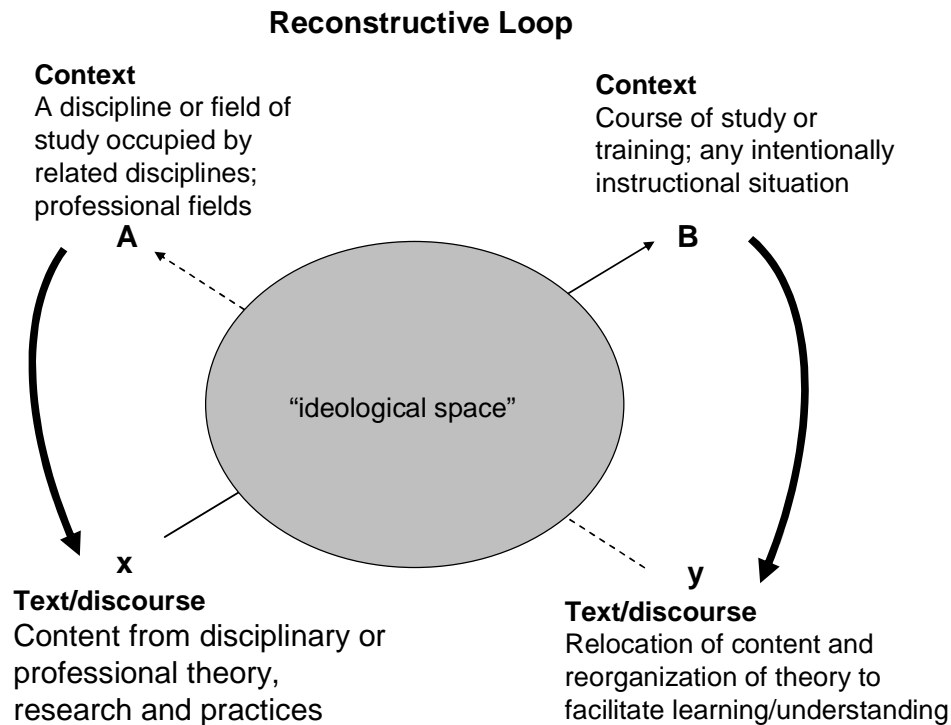 Reconstructive Loop
Context
A discipline or field of
study occupied by
related disciplines;
professional fields
A
Context
Course of study or
training; any intentionally
instructional situation
B
“ideological space”
x
Text/discourse
Content from disciplinary or
professional theory,
research and practices
y
Text/discourse
Relocation of content and
reorganization of theory to
facilitate learning/understanding